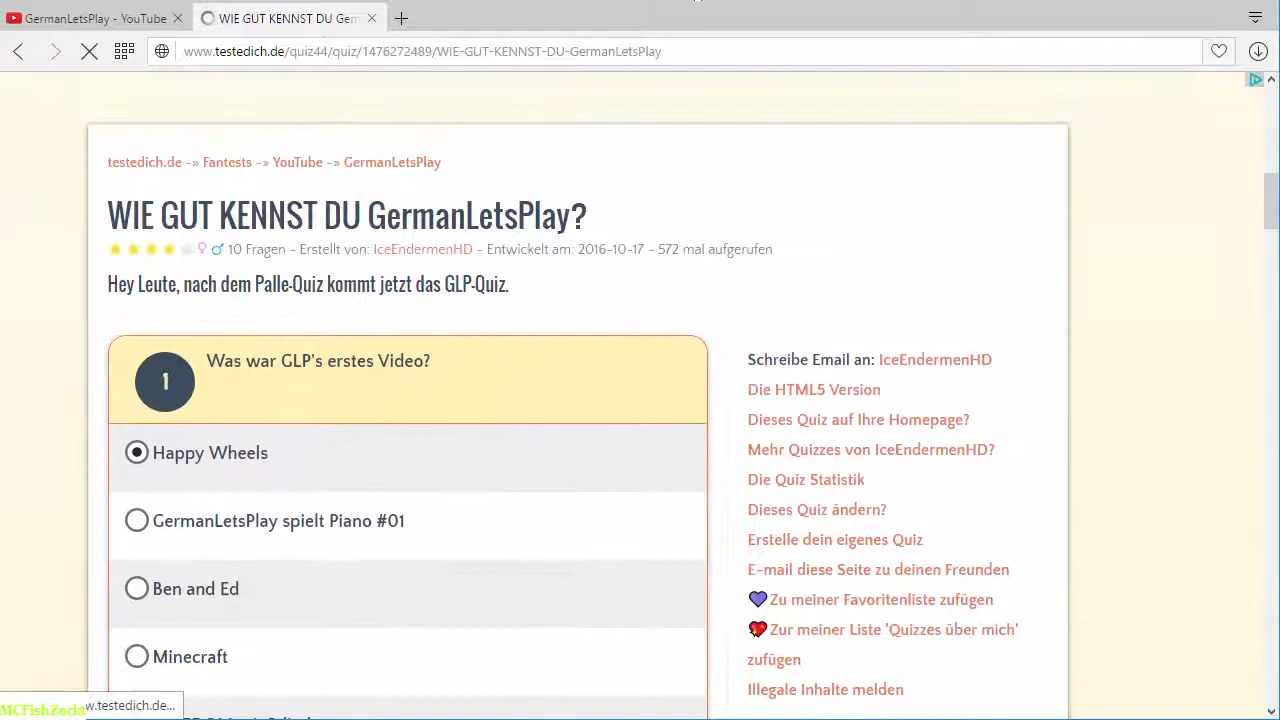 GermanLetsPlay - YouTube
WIE GUT KENNST DU Ger
www.testedich.de/quiz44/quiz/1476272489/WIE-GUT-KENNST-DU-GermanLetsPlay
testedich.de -» Fantests -» YouTube -» GermanLetsPlay
WIE GUT KENNST DU GermanLetsPlay?
10 Fragen - Erstellt von: IceEndermenHD - Entwickelt am: 2016-10-17 - 572 mal aufgerufen
Hey Leute, nach dem Palle-Quiz kommt jetzt das GLP-Quiz.
1
Was war GLP's erstes Video?
Happy Wheels
GermanLetsPlay spielt Piano #01
Ben and Ed
Minecraft
Schreibe Email an: IceEndermenHD
Die HTML5 Version
Dieses Quiz auf Ihre Homepage?
Mehr Quizzes von IceEndermenHD?
Die Quiz Statistik
Dieses Quiz ändern?
Erstelle dein eigenes Quiz
E-mail diese Seite zu deinen Freunden
Zu meiner Favoritenliste zufügen
Zur meiner Liste 'Quizzes über mich'
zufügen
Illegale Inhalte melden
MCFishZockt
w.testedich.de...